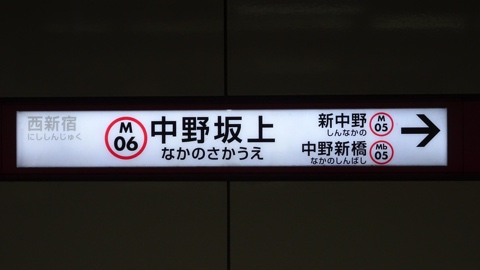 西新宿
にししんじゅく
M
06
中野坂上
なかのさかうえ
新中野
しんなかの
M
05
中野新橋
なかのしんばし
Mb
05